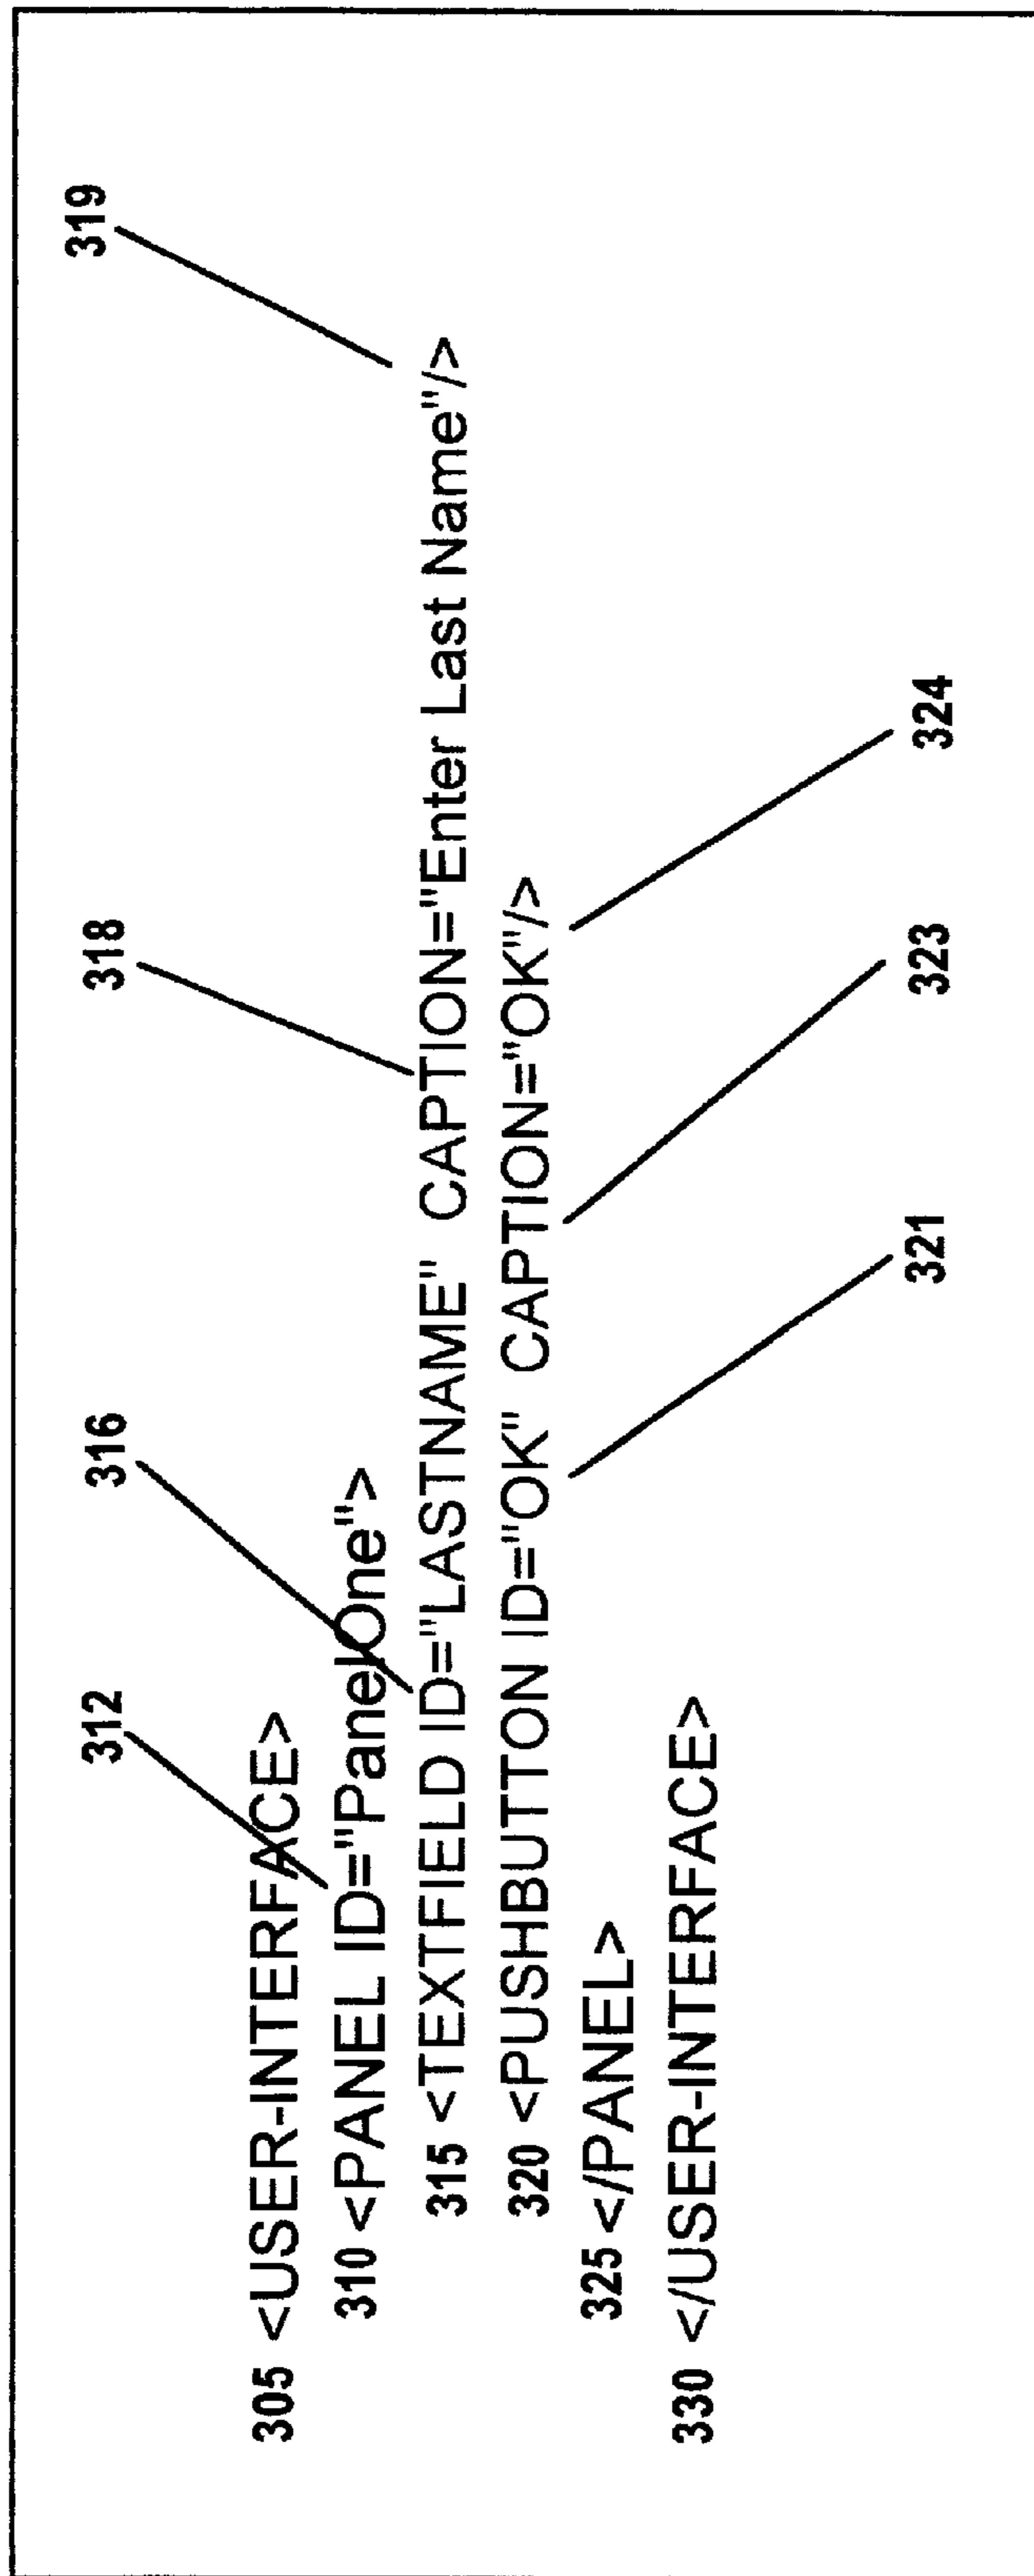 312 316 318 319
305 <USER-INTERFACE>
310 <PANEL ID="PanelOne">
315 <TEXTFIELD ID="LASTNAME" CAPTION="Enter Last Name"/>
320 <PUSHBUTTON ID="OK" CAPTION="OK"/>
325 </PANEL>
330 </USER-INTERFACE>
321 323 324